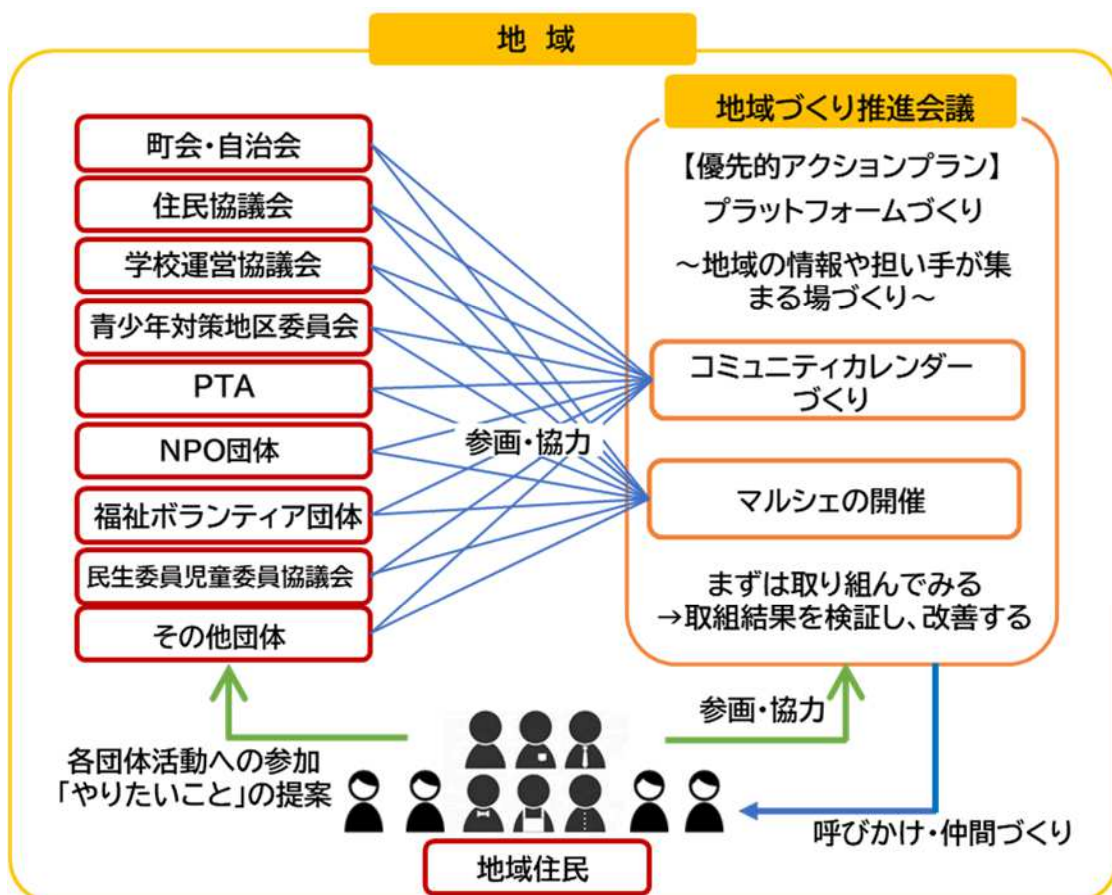 地域
町会・自治会
住民協議会
学校運営協議会
青少年対策地区委員会
PTA
NPO団体
福祉ボランティア団体
民生委員児童委員協議会
その他団体
参画・協力
地域づくり推進会議
【優先的アクションプラン】
プラットフォームづくり
～地域の情報や担い手が集
まる場づくり～
コミュニティカレンダー
づくり
マルシェの開催
まずは取り組んでみる
→取組結果を検証し、改善する
各団体活動への参加
「やりたいこと」の提案
参画・協力
呼びかけ・仲間づくり
地域住民